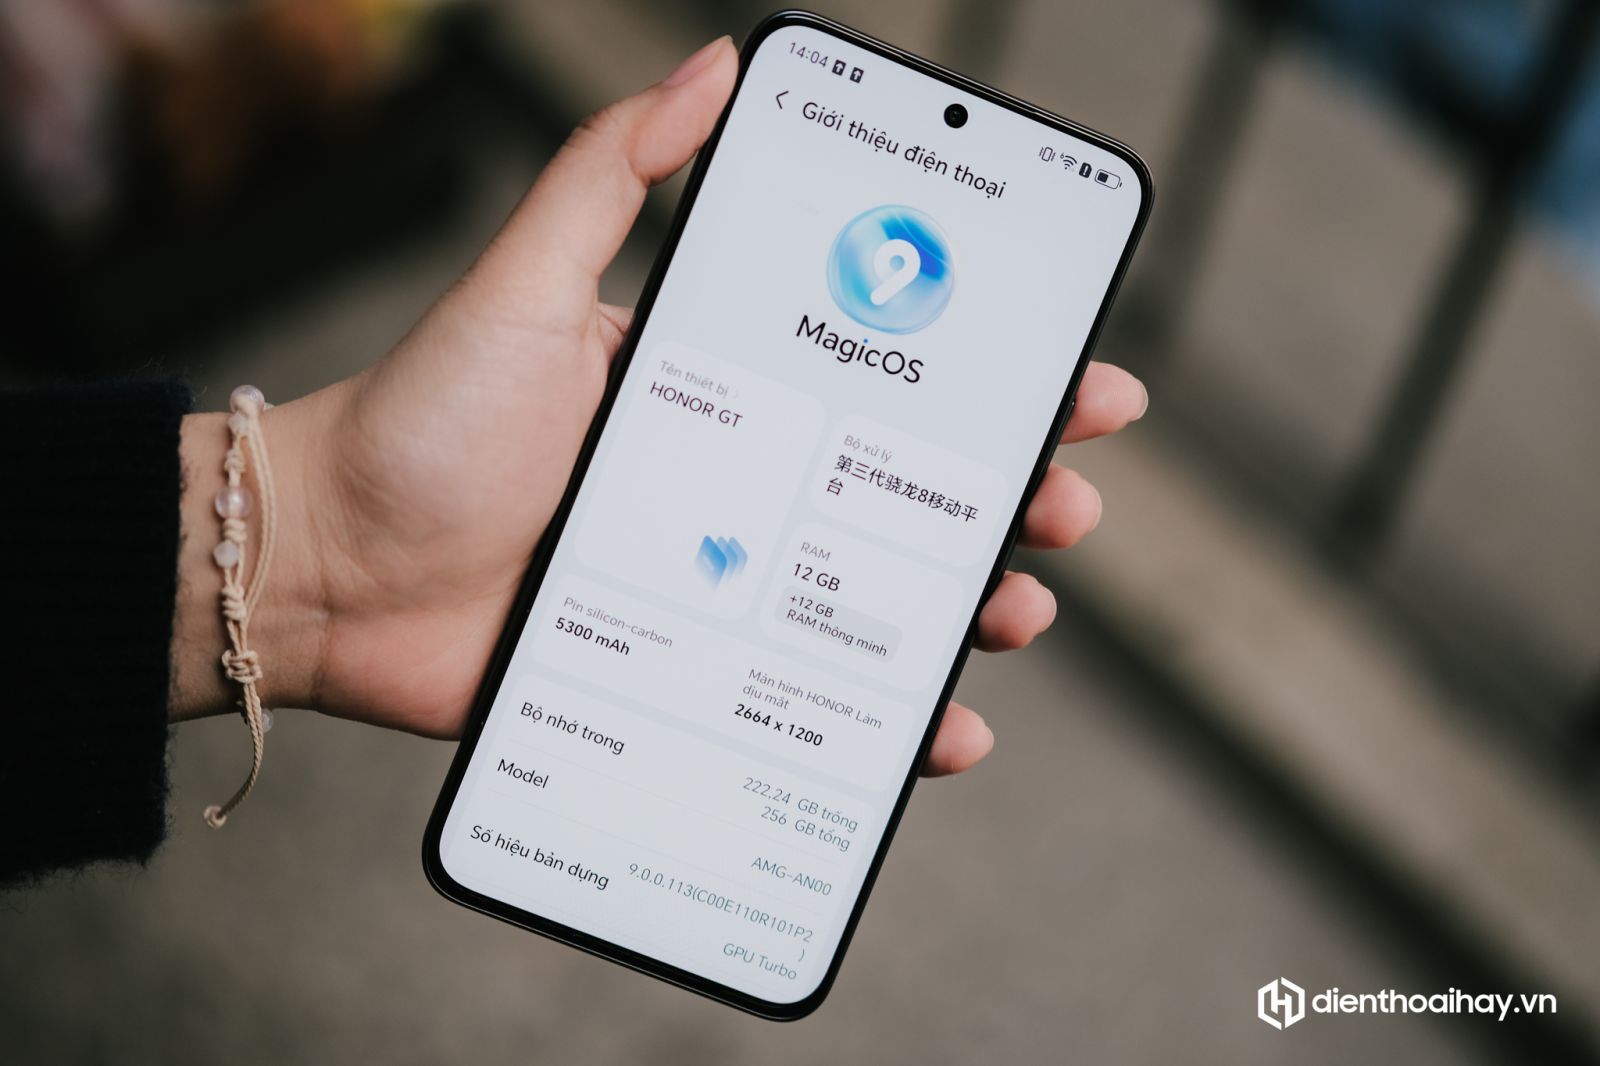 14:04
Giới thiệu điện thoại
9
MagicOS
Tên thiết bị
HONOR GT
Bộ xử lý
第三代骁龙8移动平
台
RAM
12 GB
+12 GB
RAM thông minh
Pin silicon-carbon
5300 mAh
Màn hình HONOR Làm
dịu mắt
2664 x 1200
Bộ nhớ trong
222,24 GB trống
256 GB tổng
Model
AMG-AN00
Số hiệu bản dựng
9.0.0.113(C00E110R101P2
)
GPU Turbo
dienthoaihay.vn